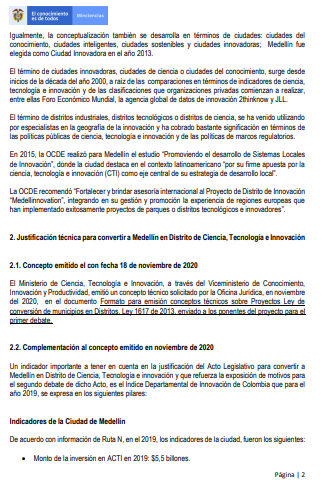 El conocimiento
es de todos
Minciencias
Igualmente, la conceptualización también se desarrolla en términos de ciudades: ciudades del
conocimiento, ciudades inteligentes, ciudades sostenibles y ciudades innovadoras; Medellín fue
elegida como Ciudad Innovadora en el año 2013.
El término de ciudades innovadoras, ciudades de ciencia o ciudades del conocimiento, surge desde
inicios de la década del año 2000, a raíz de las comparaciones en términos de indicadores de ciencia,
tecnología e innovación y de las clasificaciones que organizaciones privadas comienzan a realizar,
entre ellas Foro Económico Mundial, la agencia global de datos de innovación 2thinknow y JLL.
El término de distritos industriales, distritos tecnológicos o distritos de ciencia, se ha venido utilizando
por especialistas en la geografía de la innovación y ha cobrado bastante significación en términos de
las políticas públicas de ciencia, tecnología e innovación y de las políticas de marcos regulatorios.
En 2015, la OCDE realizó para Medellín el estudio "Promoviendo el desarrollo de Sistemas Locales
de Innovación", donde la ciudad destaca en el contexto latinoamericano "por su firme apuesta por la
ciencia, tecnología e innovación (CTI) como eje central de su estrategia de desarrollo local".
La OCDE recomendó "Fortalecer y brindar asesoría internacional al Proyecto de Distrito de Innovación
"Medellinnovation", integrando en su gestión y promoción la experiencia de regiones europeas que
han implementado exitosamente proyectos de parques o distritos tecnológicos e innovadores".
2. Justificación técnica para convertir a Medellín en Distrito de Ciencia, Tecnología e Innovación
2.1. Concepto emitido el con fecha 18 de noviembre de 2020
El Ministerio de Ciencia, Tecnología e Innovación, a través del Viceministerio de Conocimiento,
Innovación y Productividad, emitió un concepto técnico solicitado por la Oficina Jurídica, en noviembre
del 2020, en el documento Formato para emisión conceptos técnicos sobre Proyectos Ley de
conversión de municipios en Distritos. Ley 1617 de 2013. enviado a los ponentes del proyecto para el
primer debate.
2.2. Complementación al concepto emitido en noviembre de 2020
Un indicador importante a tener en cuenta en la justificación del Acto Legislativo para convertir a
Medellín en Distrito de Ciencia, Tecnología e innovación y que refuerza la exposición de motivos para
el segundo debate de dicho Acto, es el Indice Departamental de Innovación de Colombia que para el
año 2019, se expresa en los siguientes pilares:
Indicadores de la Ciudad de Medellín
De acuerdo con información de Ruta N, en el 2019, los indicadores de la ciudad, fueron los siguientes:
• Monto de la inversión en ACTI en 2019: $5,5 billones.
Página | 2